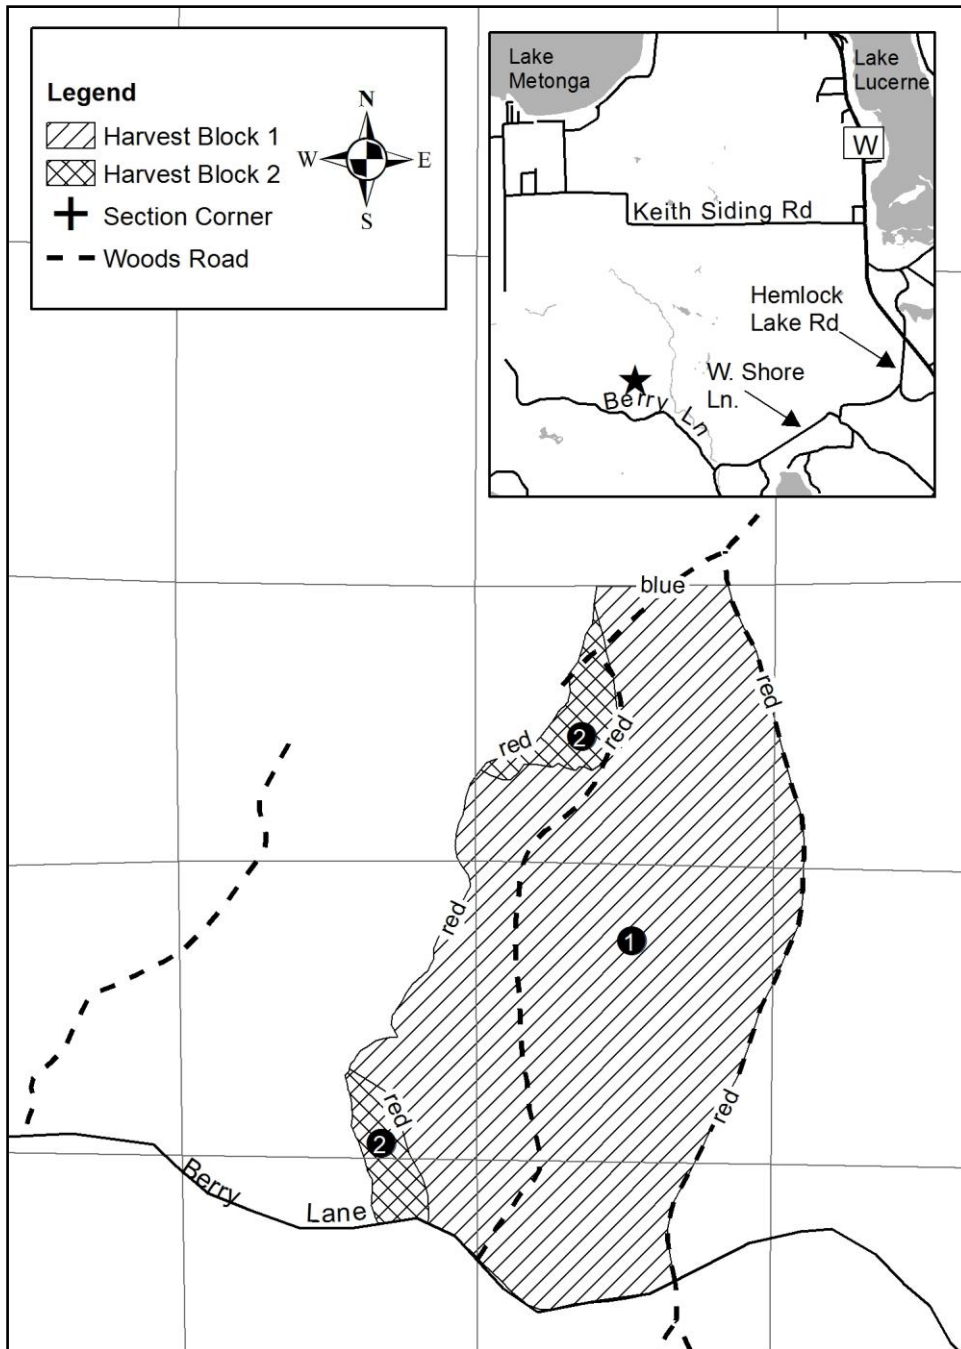 Legend
Harvest Block 1
Harvest Block 2
Section Corner
Woods Road
N
W
E
S
Lake
Metonga
Lake
Lucerne
W
Keith Siding Rd
Hemlock
Lake Rd
W. Shore
Ln.
Berry Ln
blue
red
red
red
2
red
1
red
red
2
Berry
Lane